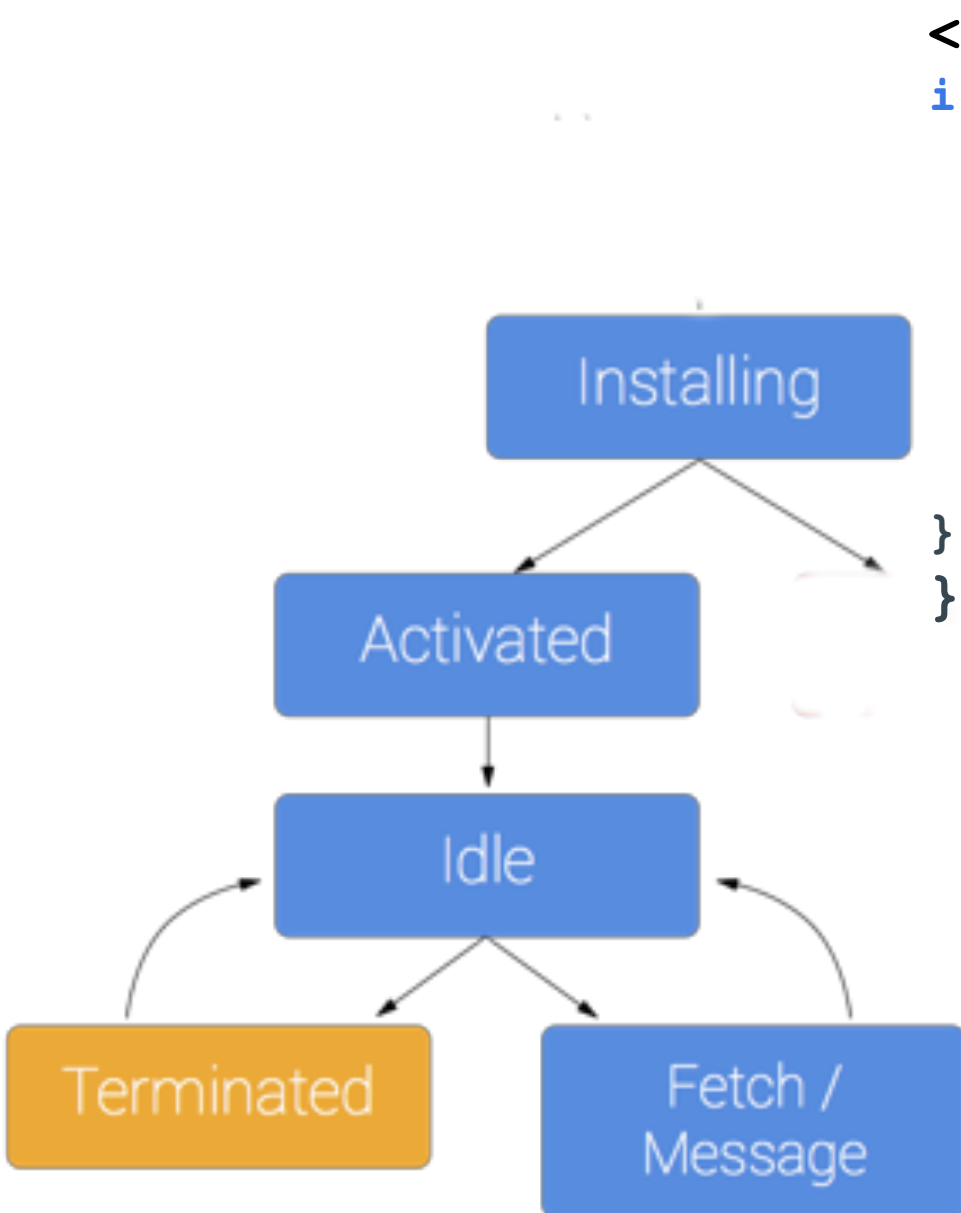 <
i
Installing
}
Activated
}
Idle
Terminated
Fetch /
Message